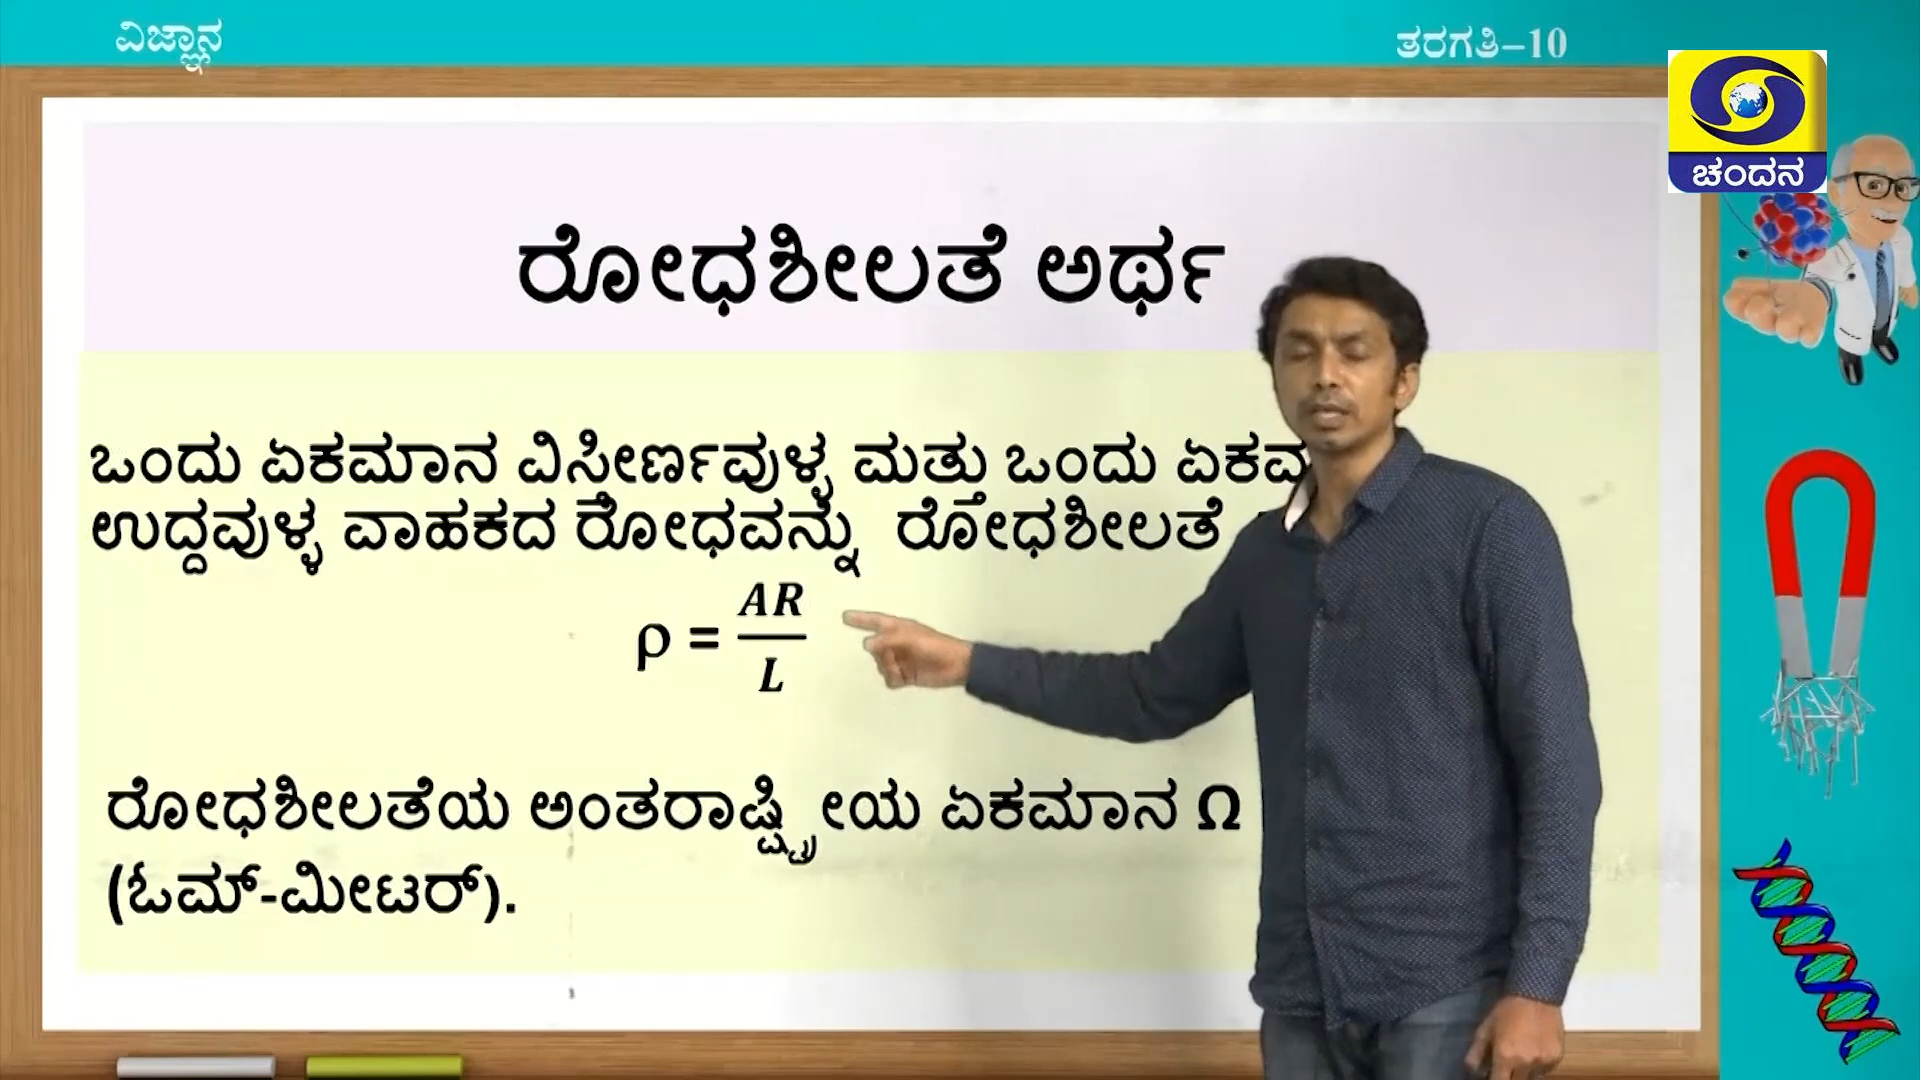 ವಿಜ್ಞಾನ
ತರಗತಿ-10
ಚಂದನ
ರೋಧಶೀಲತೆ ಅರ್ಥ
ಒಂದು ಏಕಮಾನ ವಿಸ್ತೀರ್ಣವುಳ್ಳ ಮತ್ತು ಒಂದು
ಉದ್ದವುಳ್ಳ ವಾಹಕದ ರೋಧವನ್ನು ರೋಧಶೀಲತೆ
ρ = AR/L
ರೋಧಶೀಲತೆಯ ಅಂತರಾಷ್ಟ್ರೀಯ ಏಕಮಾನ Ω
(ಓಮ್-ಮೀಟರ್).